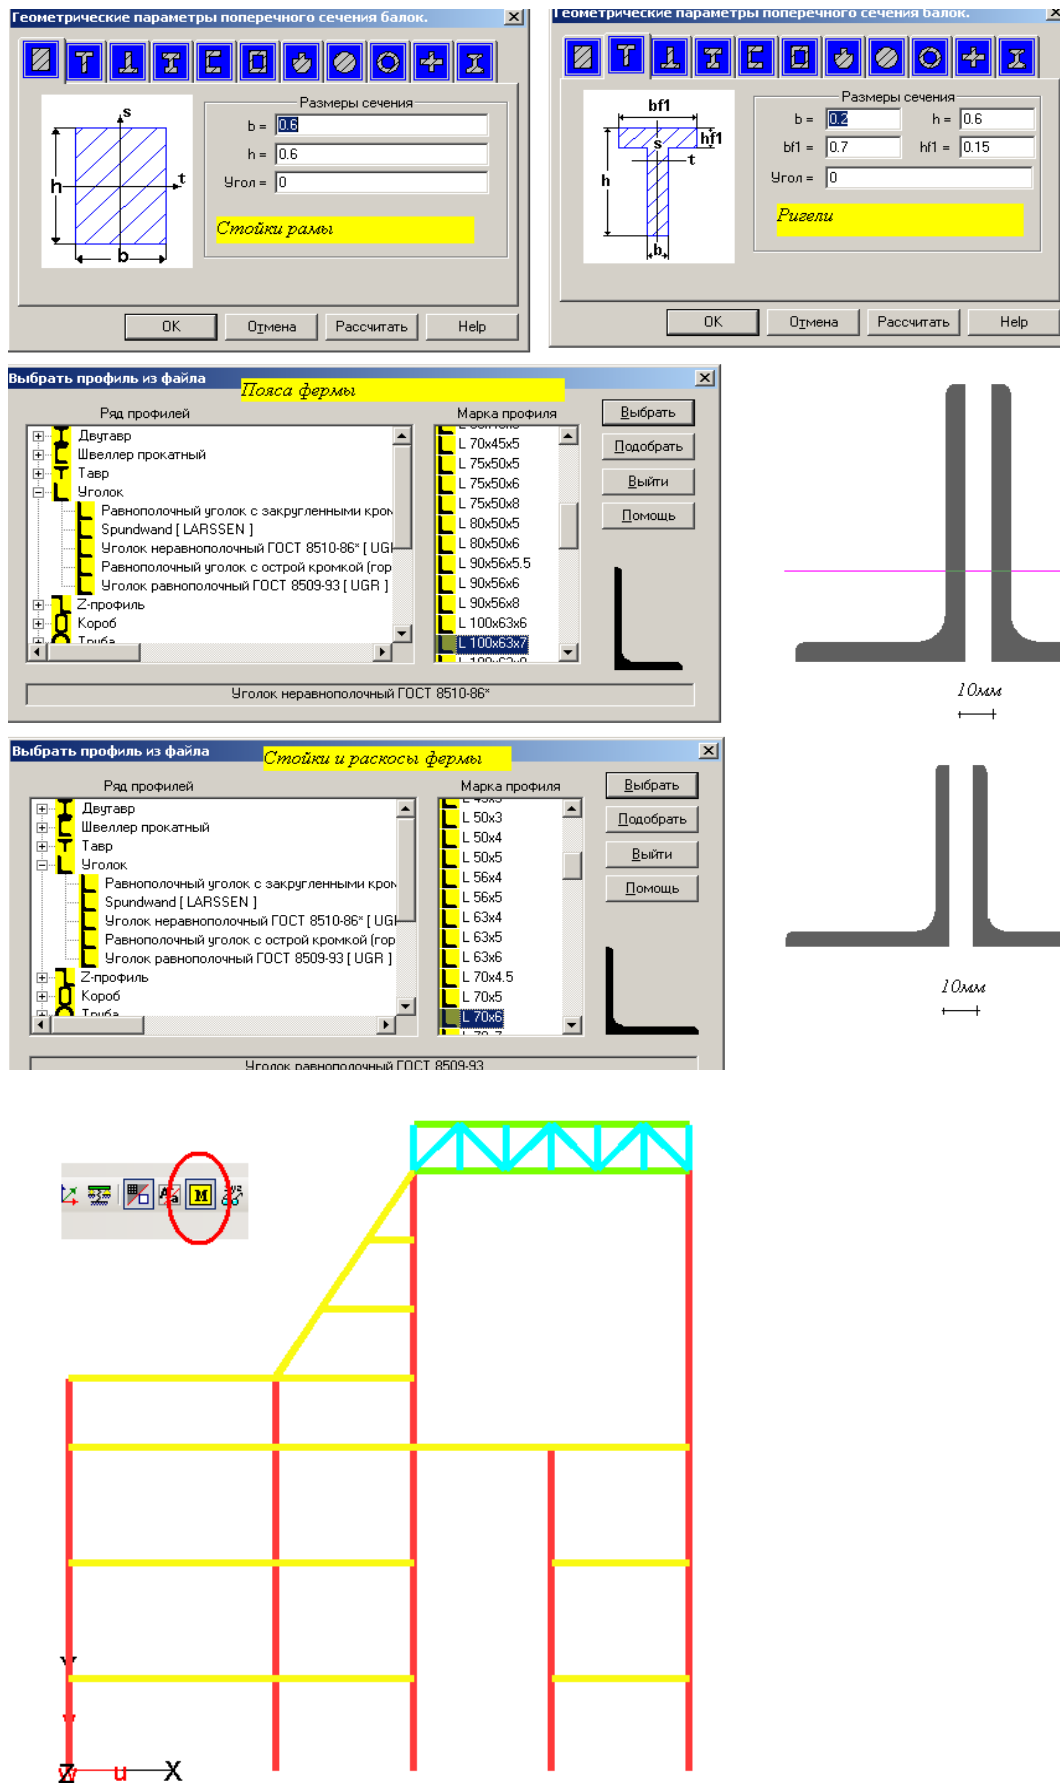 Геометрические параметры поперечного сечения балок.
Размеры сечения
b = 0.6
h = 0.6
Угол = 0
Стойки рамы
s
t
h
b
OK
Отмена
Рассчитать
Help
Геометрические параметры поперечного сечения балок.
Размеры сечения
b = 0.2 h = 0.6
bf1 = 0.7 hf1 = 0.15
Угол = 0
Ригели
bf1
hf1
s
t
h
b
OK
Отмена
Рассчитать
Help
Выбрать профиль из файла
Пояса фермы
Ряд профилей
Двутавр
Швеллер прокатный
Тавр
Уголок
Равнополочный уголок с закругленными кром
Spundwand [ LARSSEN ]
Уголок неравнополочный ГОСТ 8510-86* [ UGI
Равнополочный уголок с острой кромкой (гор
Уголок равнополочный ГОСТ 8509-93 [ UGR ]
Z-профиль
Короб
Труба
Марка профиля
L 70x45x5
L 75x50x5
L 75x50x6
L 75x50x8
L 80x50x5
L 80x50x6
L 90x56x5.5
L 90x56x6
L 90x56x8
L 100x63x6
L 100x63x7
Выбрать
Подобрать
Выйти
Помощь
Уголок неравнополочный ГОСТ 8510-86*
10мм
Выбрать профиль из файла
Стойки и раскосы фермы
Ряд профилей
Двутавр
Швеллер прокатный
Тавр
Уголок
Равнополочный уголок с закругленными кром
Spundwand [ LARSSEN ]
Уголок неравнополочный ГОСТ 8510-86* [ UGI
Равнополочный уголок с острой кромкой (гор
Уголок равнополочный ГОСТ 8509-93 [ UGR ]
Z-профиль
Короб
Труба
Марка профиля
L 50x3
L 50x4
L 50x5
L 56x4
L 56x5
L 63x4
L 63x5
L 63x6
L 70x4.5
L 70x5
L 70x6
Выбрать
Подобрать
Выйти
Помощь
Уголок равнополочный ГОСТ 8509-93
10мм
M
Z u X